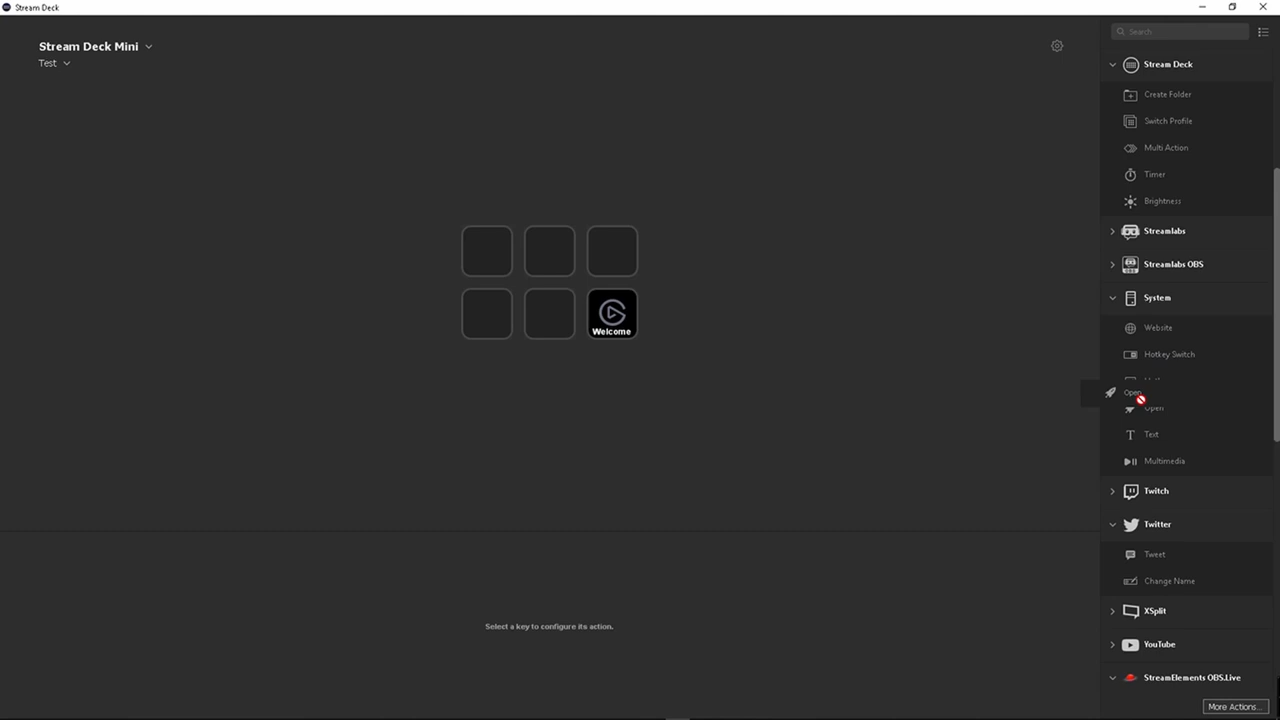 Stream Deck
Stream Deck Mini
Test
Welcome
Select a key to configure its action.
Search
Stream Deck
Create Folder
Switch Profile
Multi Action
Timer
Brightness
Streamlabs
Streamlabs OBS
System
Website
Hotkey Switch
Open
Open
Text
Multimedia
Twitch
Twitter
Tweet
Change Name
XSplit
YouTube
StreamElements OBS.Live
More Actions...